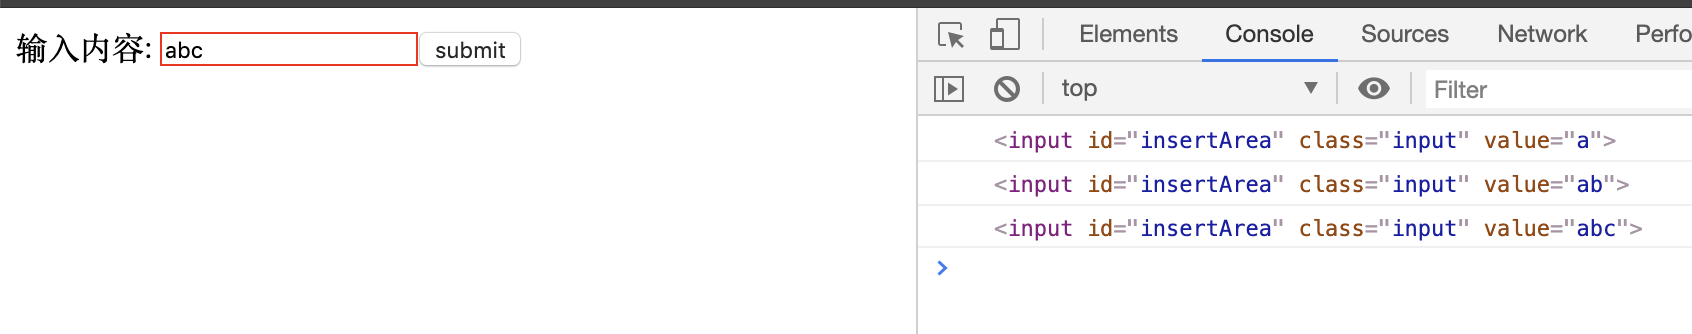 输入内容: abc submit
Elements Console Sources Network Perfo
top Filter
<input id="insertArea" class="input" value="a">
<input id="insertArea" class="input" value="ab">
<input id="insertArea" class="input" value="abc">